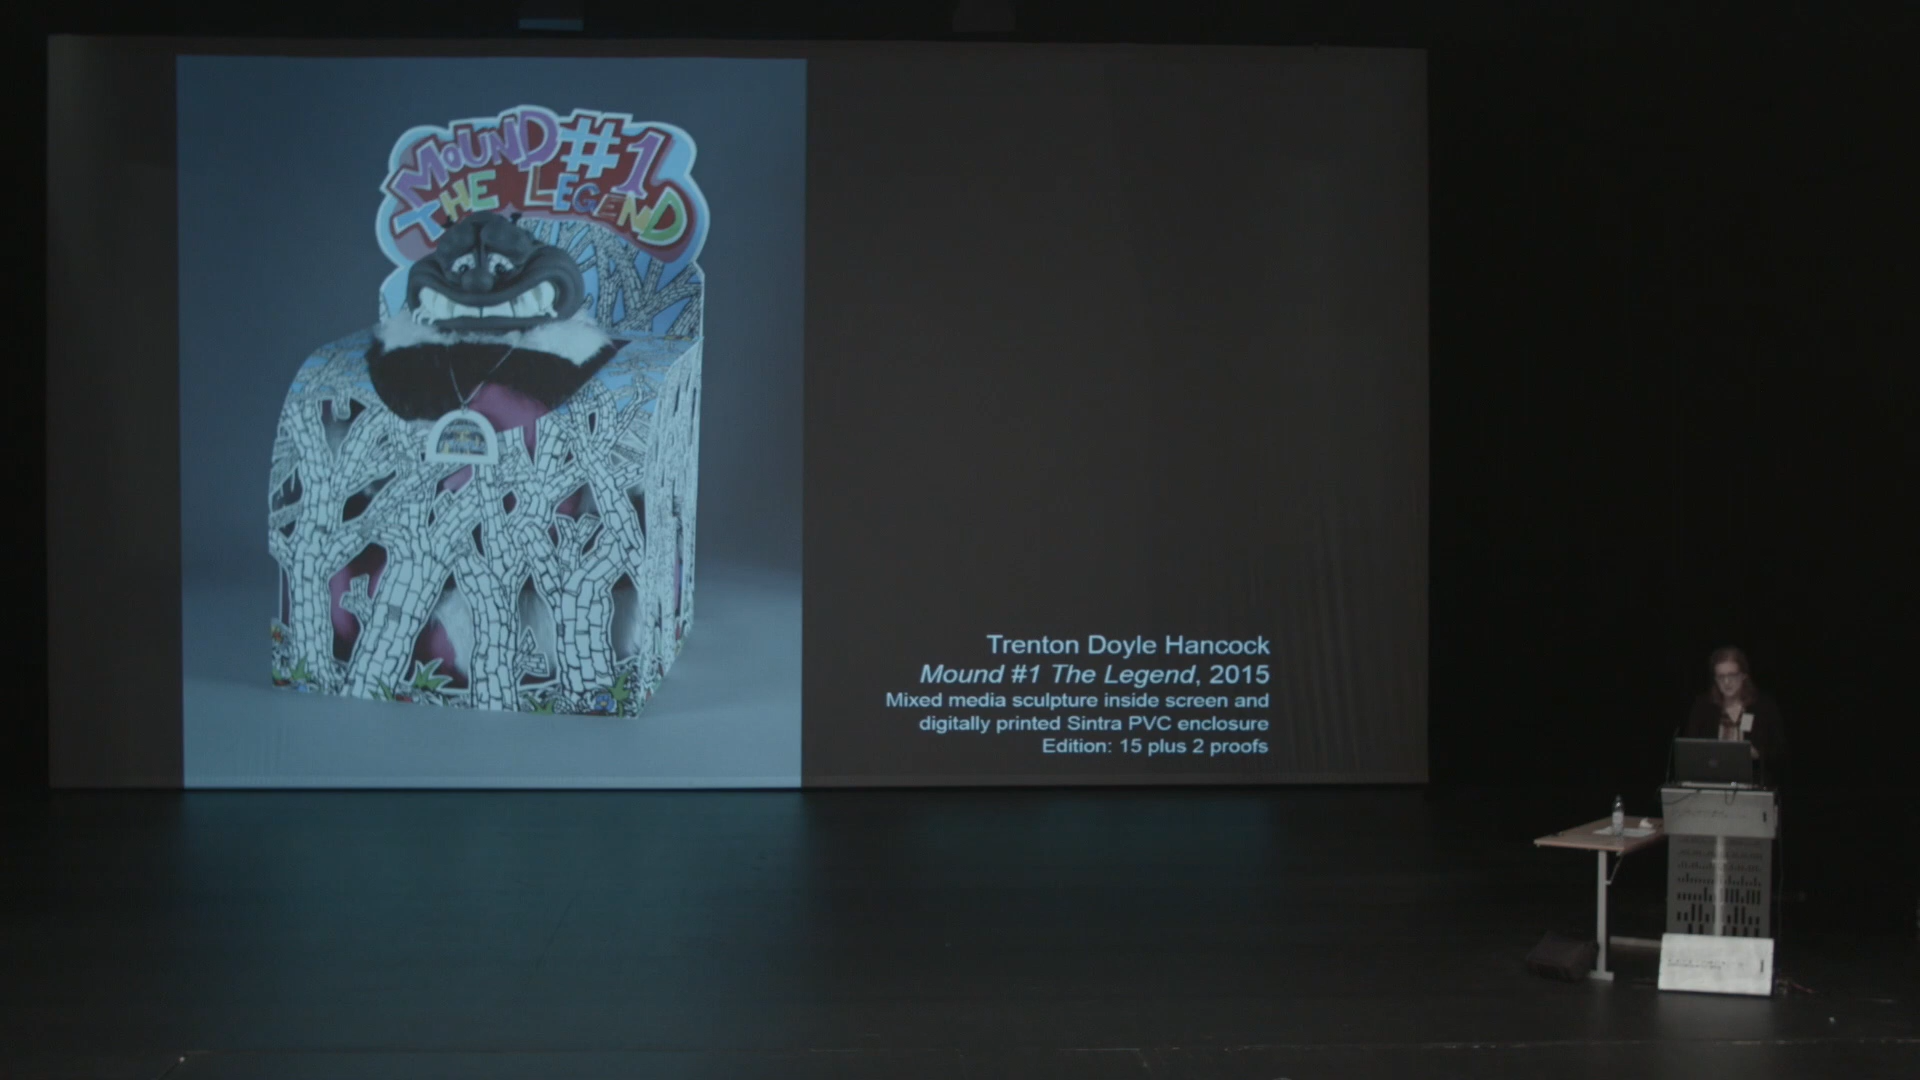 MOUND #1
THE LEGEND
Trenton Doyle Hancock
Mound #1 The Legend, 2015
Mixed media sculpture inside screen and
digitally printed Sintra PVC enclosure
Edition: 15 plus 2 proofs